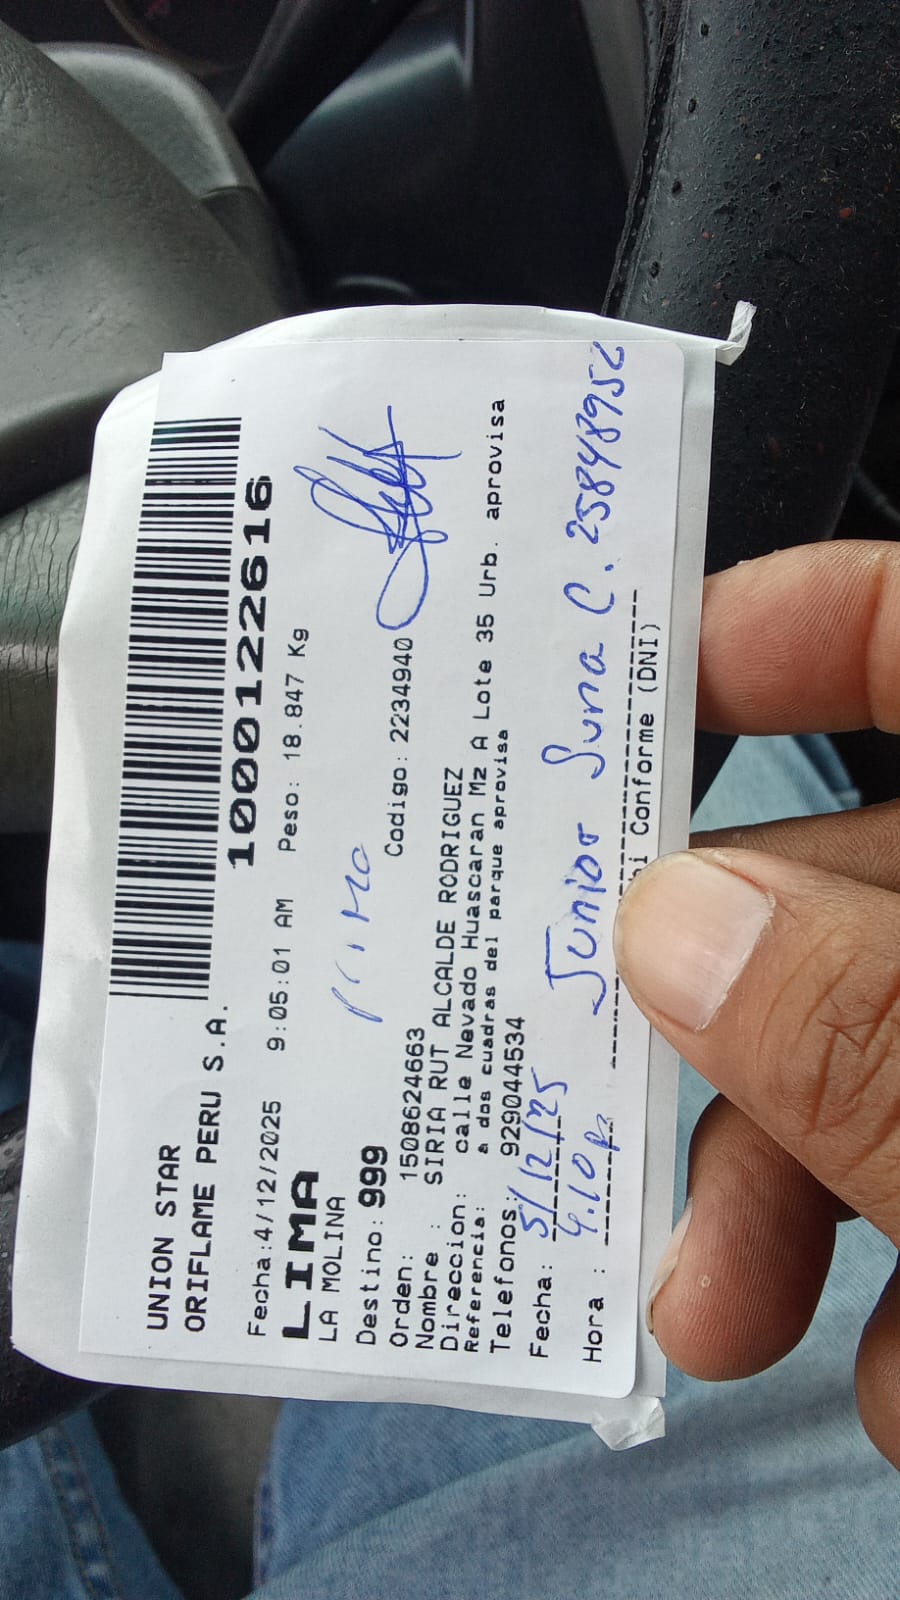 UNION STAR
ORIFLAME PERU S.A.
1000122616
Fecha:4/12/2025 9:05:01 AM Peso: 18.847 Kg
LIMA
LA MOLINA
primo
Destino: 999
Orden: 1508624663 Codigo: 2234940
Nombre : SIRIA RUT ALCALDE RODRIGUEZ
Direccion: calle Nevado Huascaran Mz A Lote 35 Urb. aprovisa
Referencia: a dos cuadras del parque aprovisa
Telefonos: 929044534
Fecha: 5/12/25 Junior C. 25848952
Hora : 4.10 Conforme (DNI)